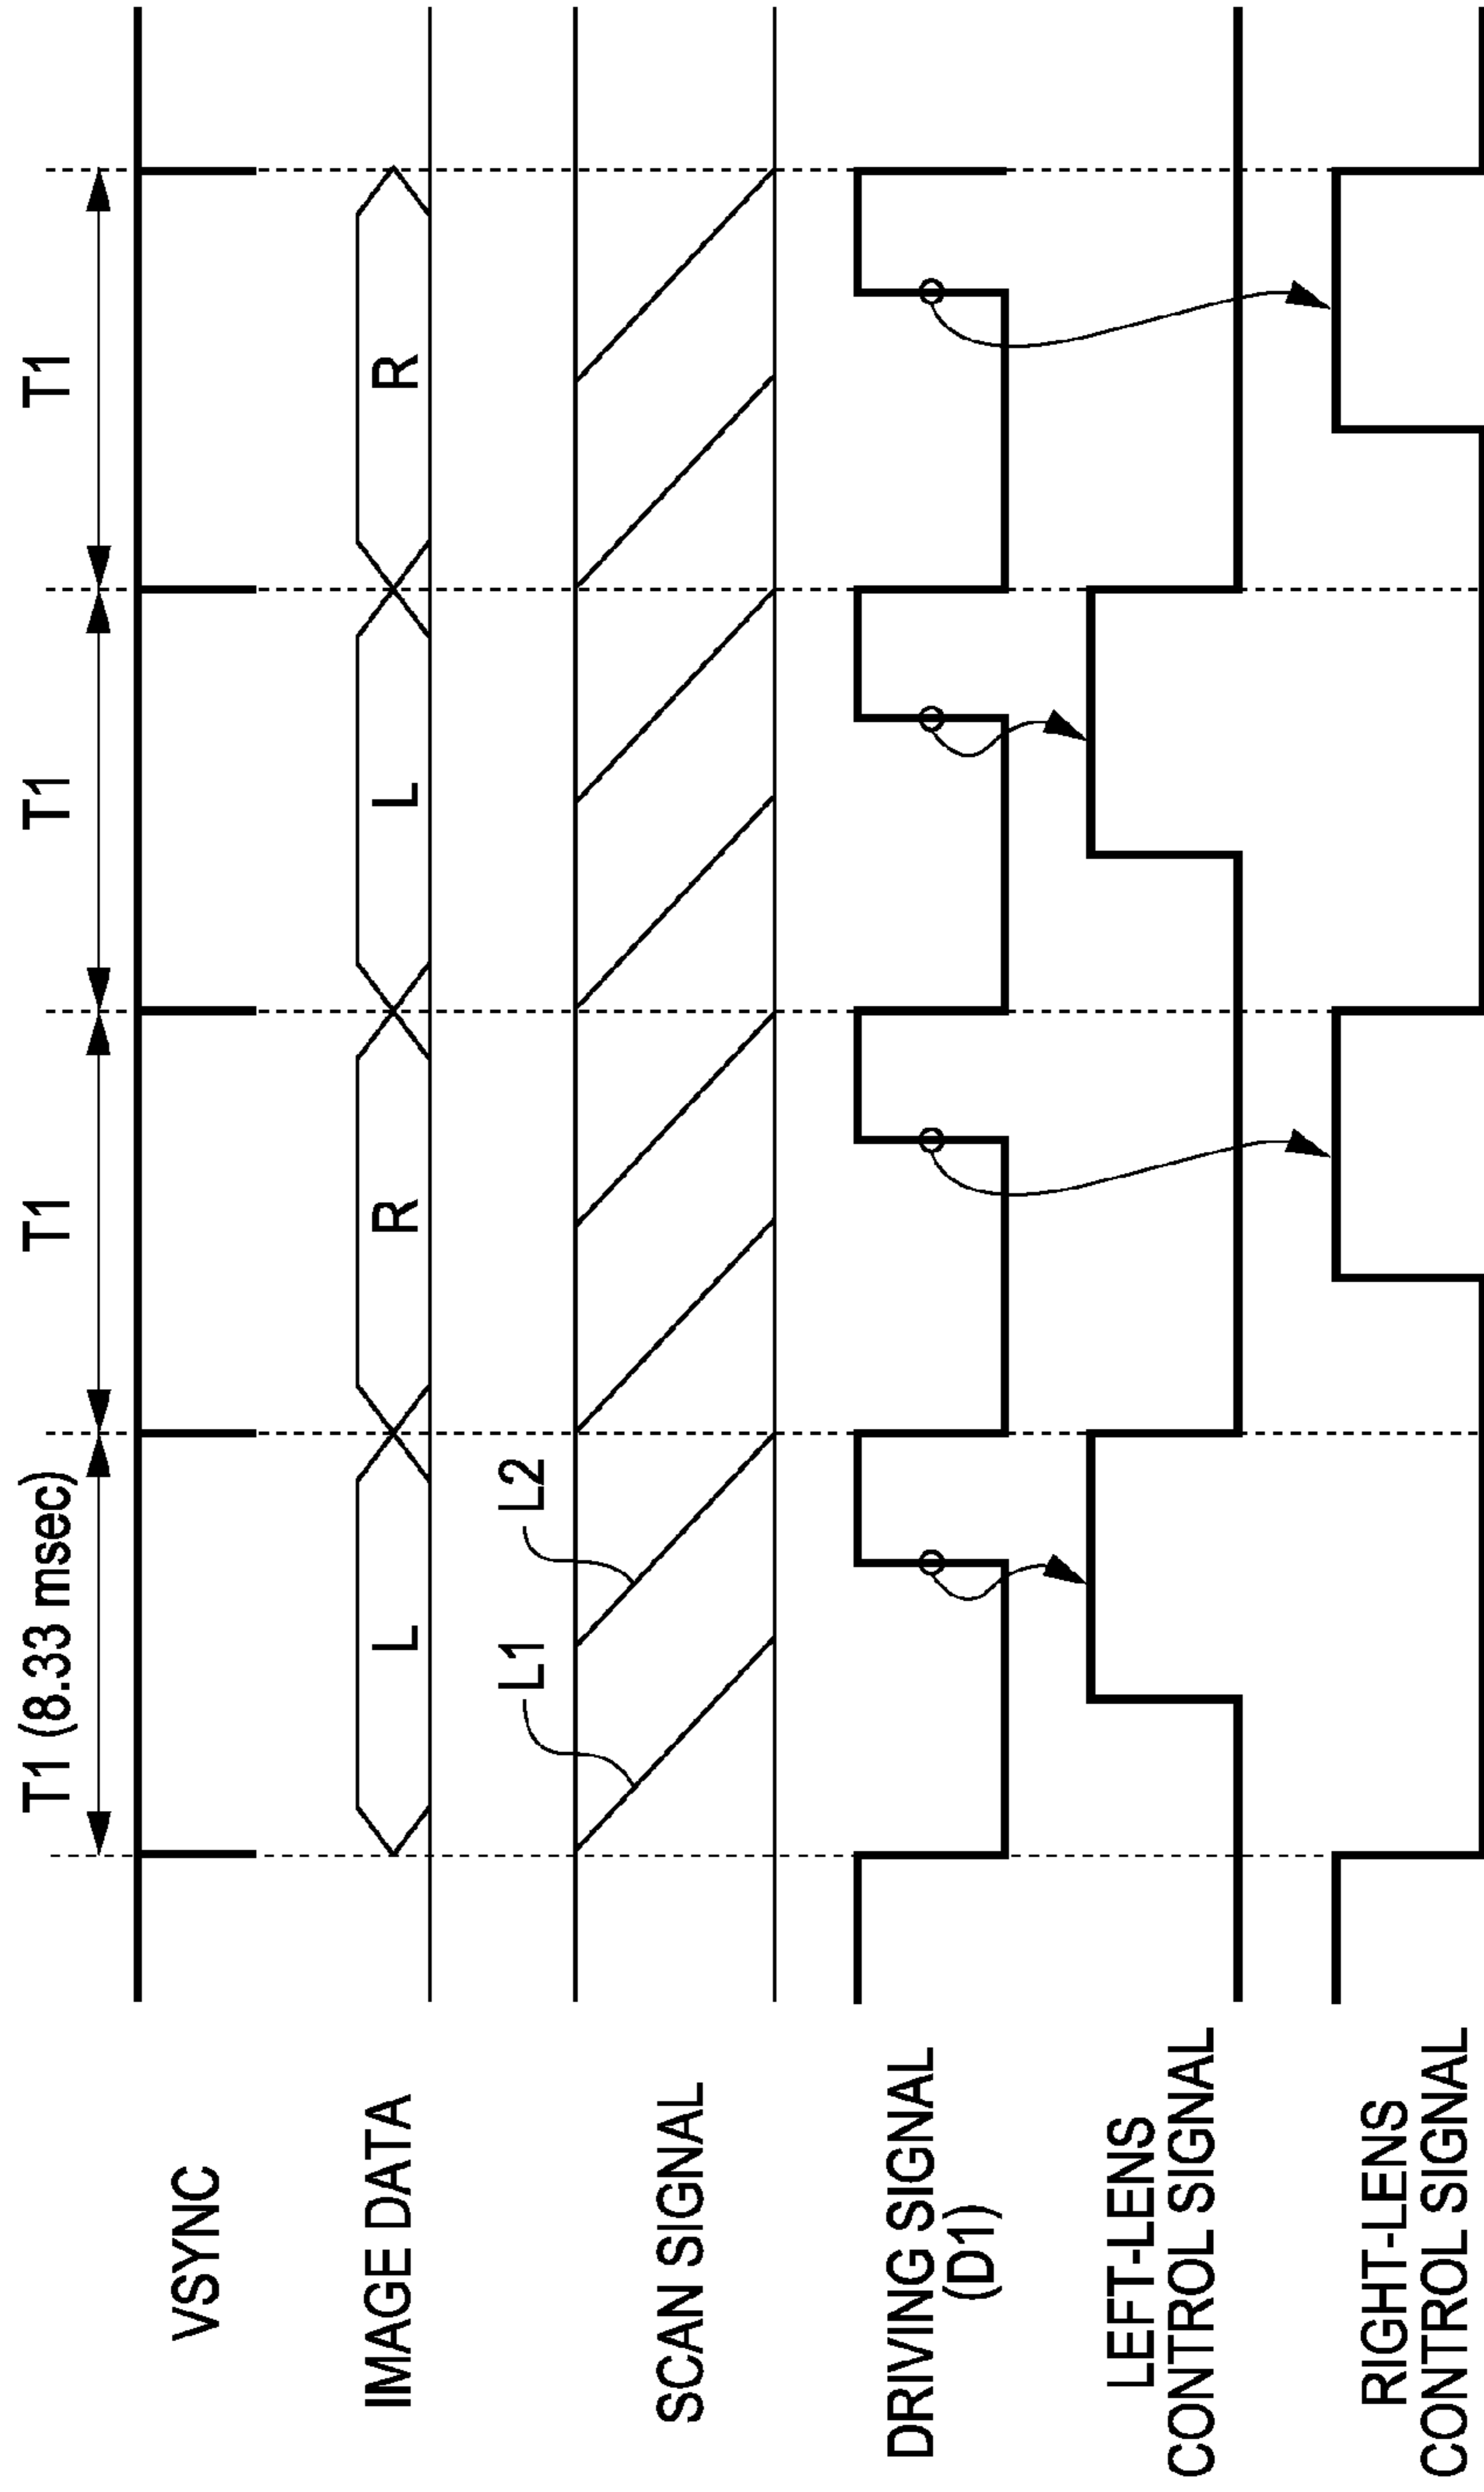 T1 (8.33 msec)
T1
T1
T1
VSYNC
IMAGE DATA
L
R
L
R
L1
L2
SCAN SIGNAL
DRIVING SIGNAL
(D1)
LEFT-LENS
CONTROL SIGNAL
RIGHT-LENS
CONTROL SIGNAL